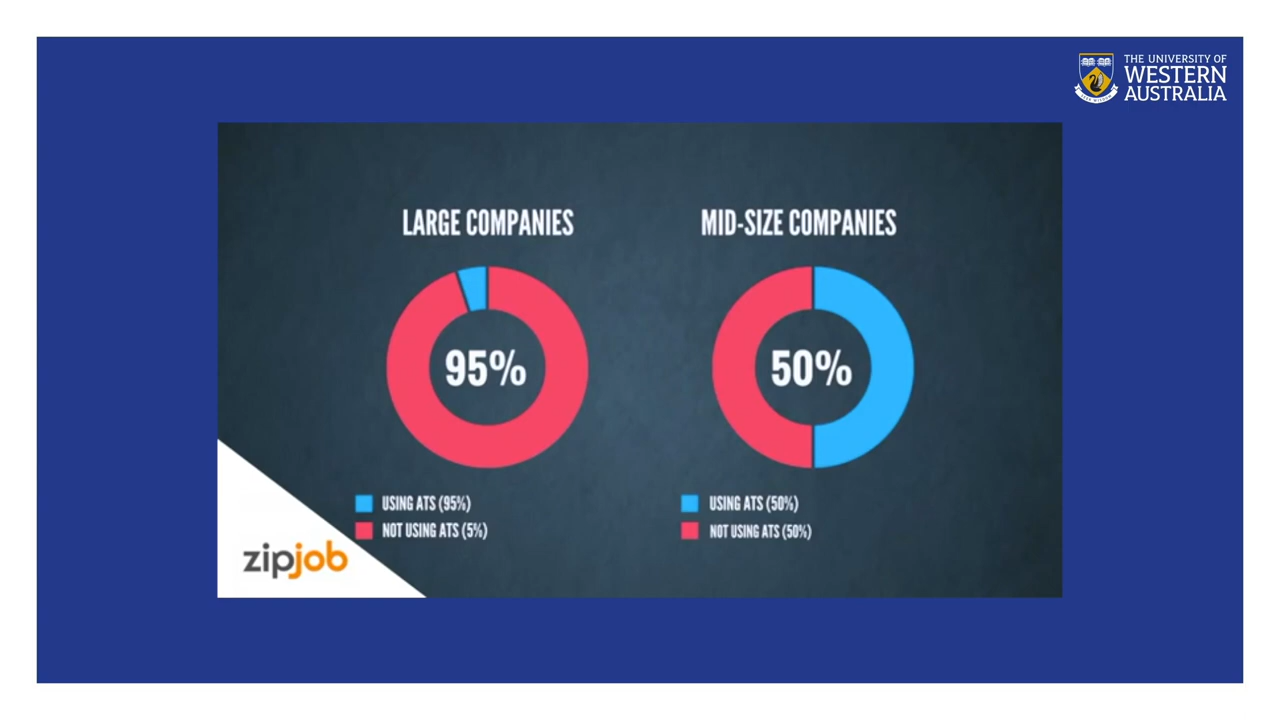 THE UNIVERSITY OF
WESTERN
AUSTRALIA
LARGE COMPANIES
MID-SIZE COMPANIES
95%
50%
USING ATS (95%)
NOT USING ATS (5%)
USING ATS (50%)
NOT USING ATS (50%)
zipjob